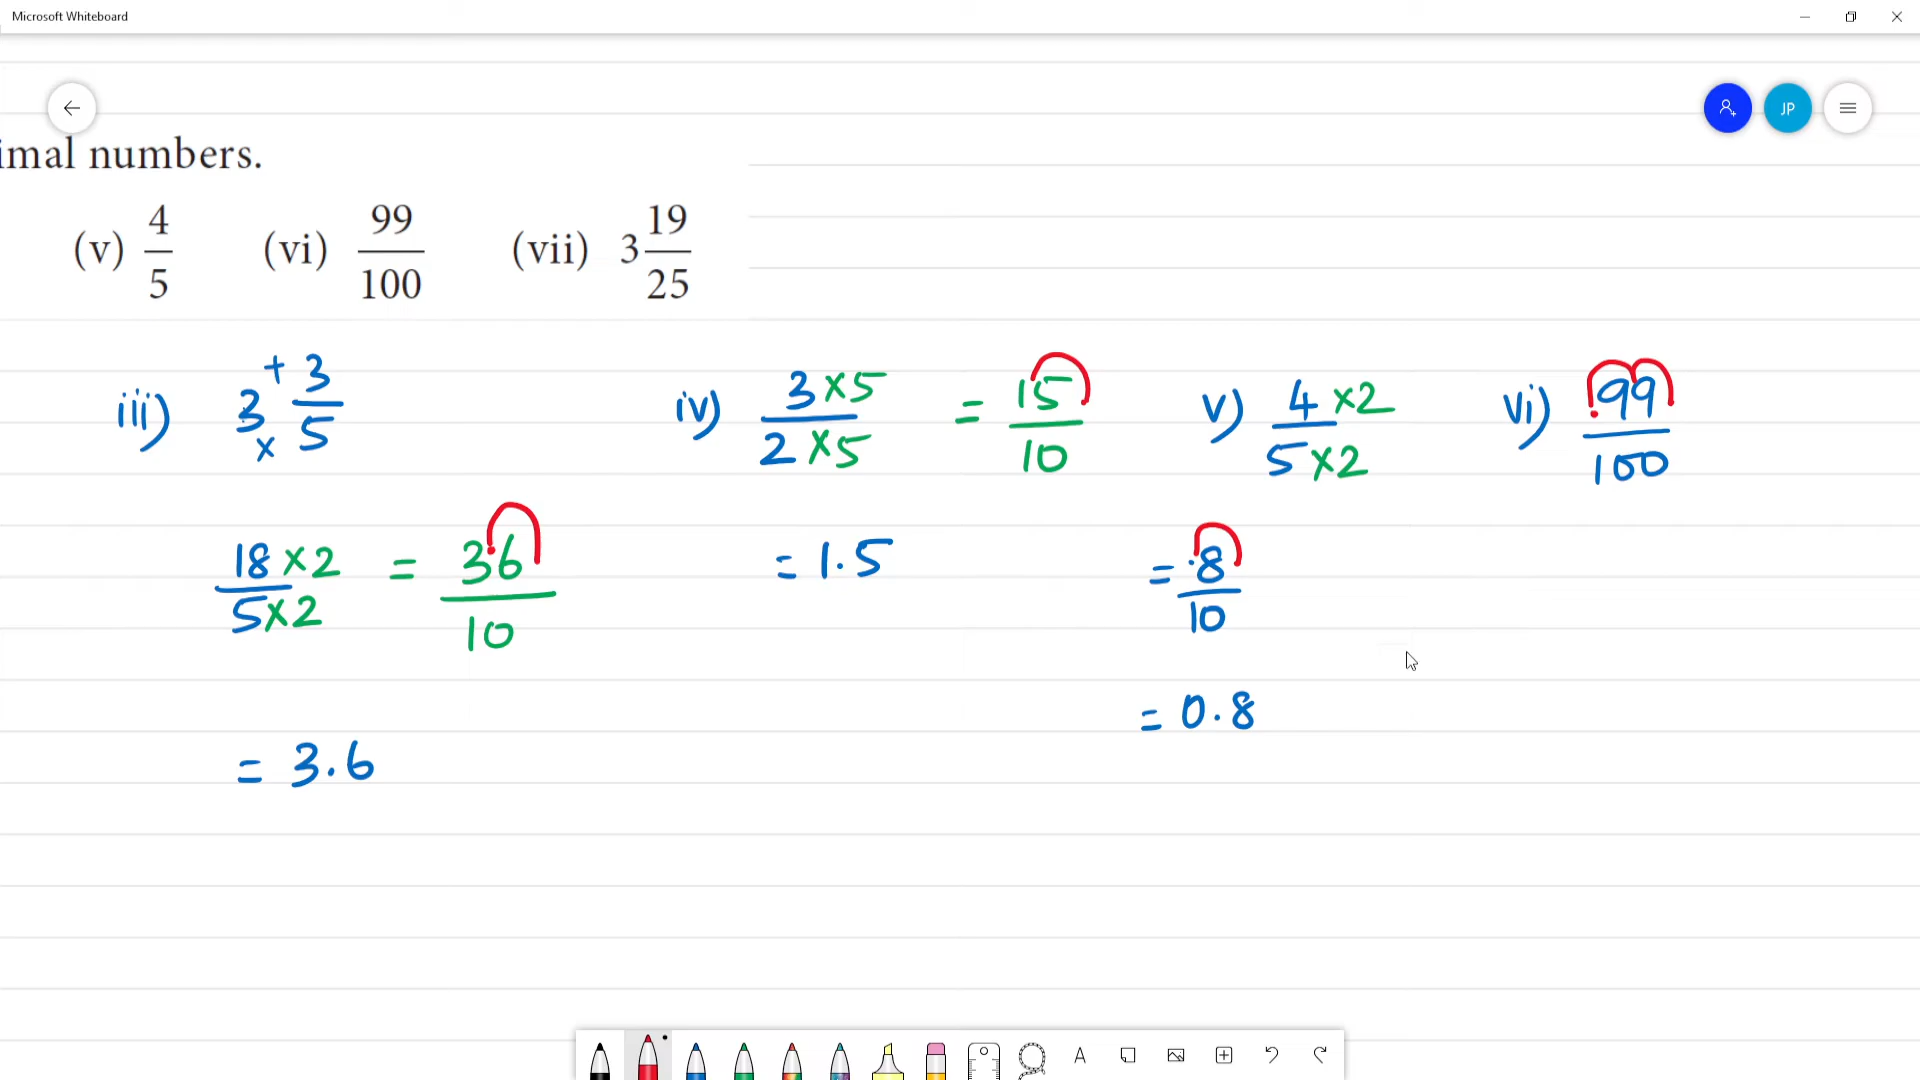 Microsoft Whiteboard
JP
imal numbers.
(v) 4/5 (vi) 99/100 (vii) 3 19/25
iii) 3 + 3/5 ×
18×2/5×2 = 3.6/10
= 3.6
iv) 3×5/2×5 = 15/10
= 1.5
v) 4×2/5×2
= .8/10
= 0.8
vi) .99/100
A